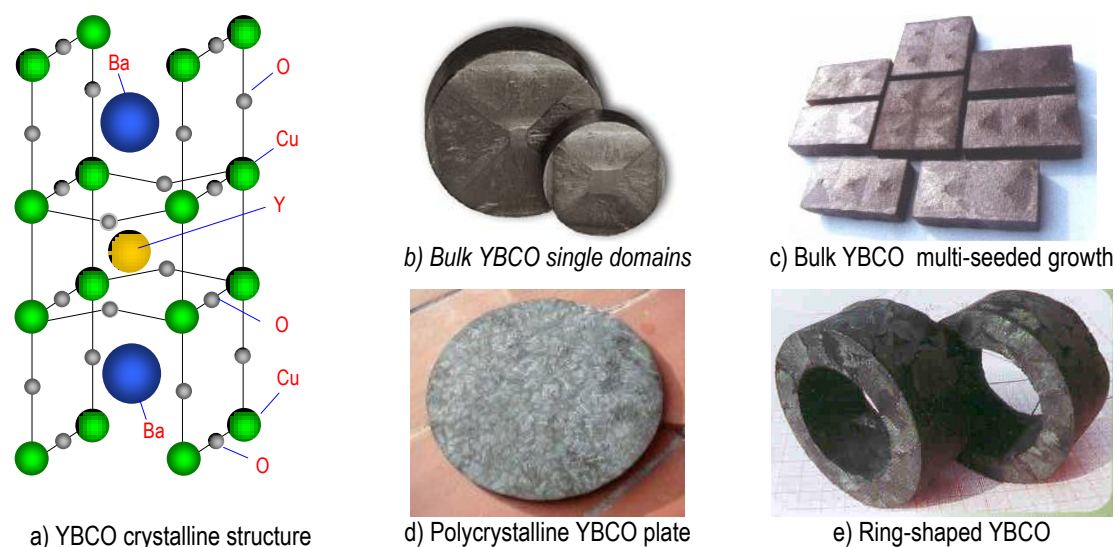 Ba
O
Cu
Y
O
Cu
Ba
O
a) YBCO crystalline structure
b) Bulk YBCO single domains
c) Bulk YBCO multi-seeded growth
d) Polycrystalline YBCO plate
e) Ring-shaped YBCO